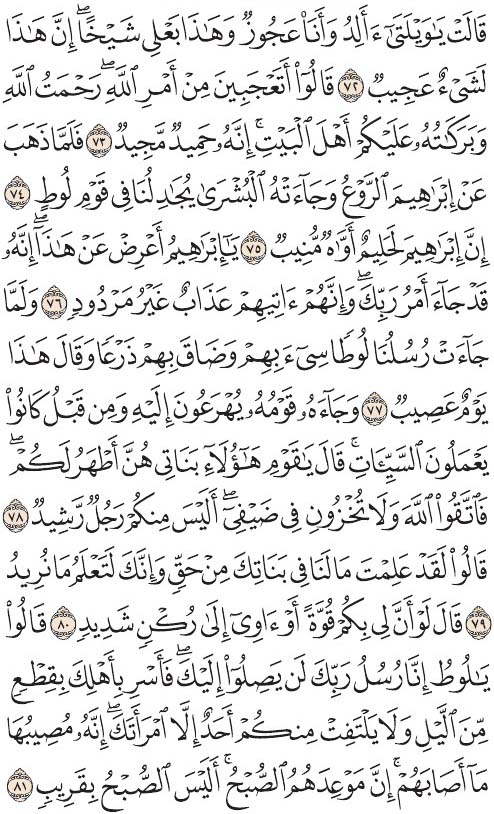 قَالَتْ يَٰوَيْلَتَىٰٓ ءَأَلِدُ وَأَنَا۠ عَجُوزٌ وَهَٰذَا بَعْلِى شَيْخًا ۖ إِنَّ هَٰذَا
لَشَىْءٌ عَجِيبٌ ٧٢ قَالُوٓا۟ أَتَعْجَبِينَ مِنْ أَمْرِ ٱللَّهِ ۖ رَحْمَتُ ٱللَّهِ
وَبَرَكَٰتُهُۥ عَلَيْكُمْ أَهْلَ ٱلْبَيْتِ ۚ إِنَّهُۥ حَمِيدٌ مَّجِيدٌ ٧٣ فَلَمَّا ذَهَبَ
عَنْ إِبْرَٰهِيمَ ٱلرَّوْعُ وَجَآءَتْهُ ٱلْبُشْرَىٰ يُجَٰدِلُنَا فِى قَوْمِ لُوطٍ ٧٤
إِنَّ إِبْرَٰهِيمَ لَحَلِيمٌ أَوَّٰهٌ مُّنِيبٌ ٧٥ يَٰٓإِبْرَٰهِيمُ أَعْرِضْ عَنْ هَٰذَآ ۖ إِنَّهُۥ
قَدْ جَآءَ أَمْرُ رَبِّكَ ۖ وَإِنَّهُمْ ءَاتِيهِمْ عَذَابٌ غَيْرُ مَرْدُودٍ ٧٦ وَلَمَّا
جَآءَتْ رُسُلُنَا لُوطًا سِىٓءَ بِهِمْ وَضَاقَ بِهِمْ ذَرْعًا وَقَالَ هَٰذَا
يَوْمٌ عَصِيبٌ ٧٧ وَجَآءَهُۥ قَوْمُهُۥ يُهْرَعُونَ إِلَيْهِ وَمِن قَبْلُ كَانُوا۟
يَعْمَلُونَ ٱلسَّيِّـَٔاتِ ۚ قَالَ يَٰقَوْمِ هَٰٓؤُلَآءِ بَنَاتِى هُنَّ أَطْهَرُ لَكُمْ ۖ
فَٱتَّقُوا۟ ٱللَّهَ وَلَا تُخْزُونِ فِى ضَيْفِىٓ ۖ أَلَيْسَ مِنكُمْ رَجُلٌ رَّشِيدٌ ٧٨
قَالُوا۟ لَقَدْ عَلِمْتَ مَا لَنَا فِى بَنَاتِكَ مِنْ حَقٍّ وَإِنَّكَ لَتَعْلَمُ مَا نُرِيدُ
٧٩ قَالَ لَوْ أَنَّ لِى بِكُمْ قُوَّةً أَوْ ءَاوِىٓ إِلَىٰ رُكْنٍ شَدِيدٍ ٨٠ قَالُوا۟
يَٰلُوطُ إِنَّا رُسُلُ رَبِّكَ لَن يَصِلُوٓا۟ إِلَيْكَ ۖ فَأَسْرِ بِأَهْلِكَ بِقِطْعٍ
مِّنَ ٱلَّيْلِ وَلَا يَلْتَفِتْ مِنكُمْ أَحَدٌ إِلَّا ٱمْرَأَتَكَ ۖ إِنَّهُۥ مُصِيبُهَا
مَآ أَصَابَهُمْ ۚ إِنَّ مَوْعِدَهُمُ ٱلصُّبْحُ ۚ أَلَيْسَ ٱلصُّبْحُ بِقَرِيبٍ ٨١